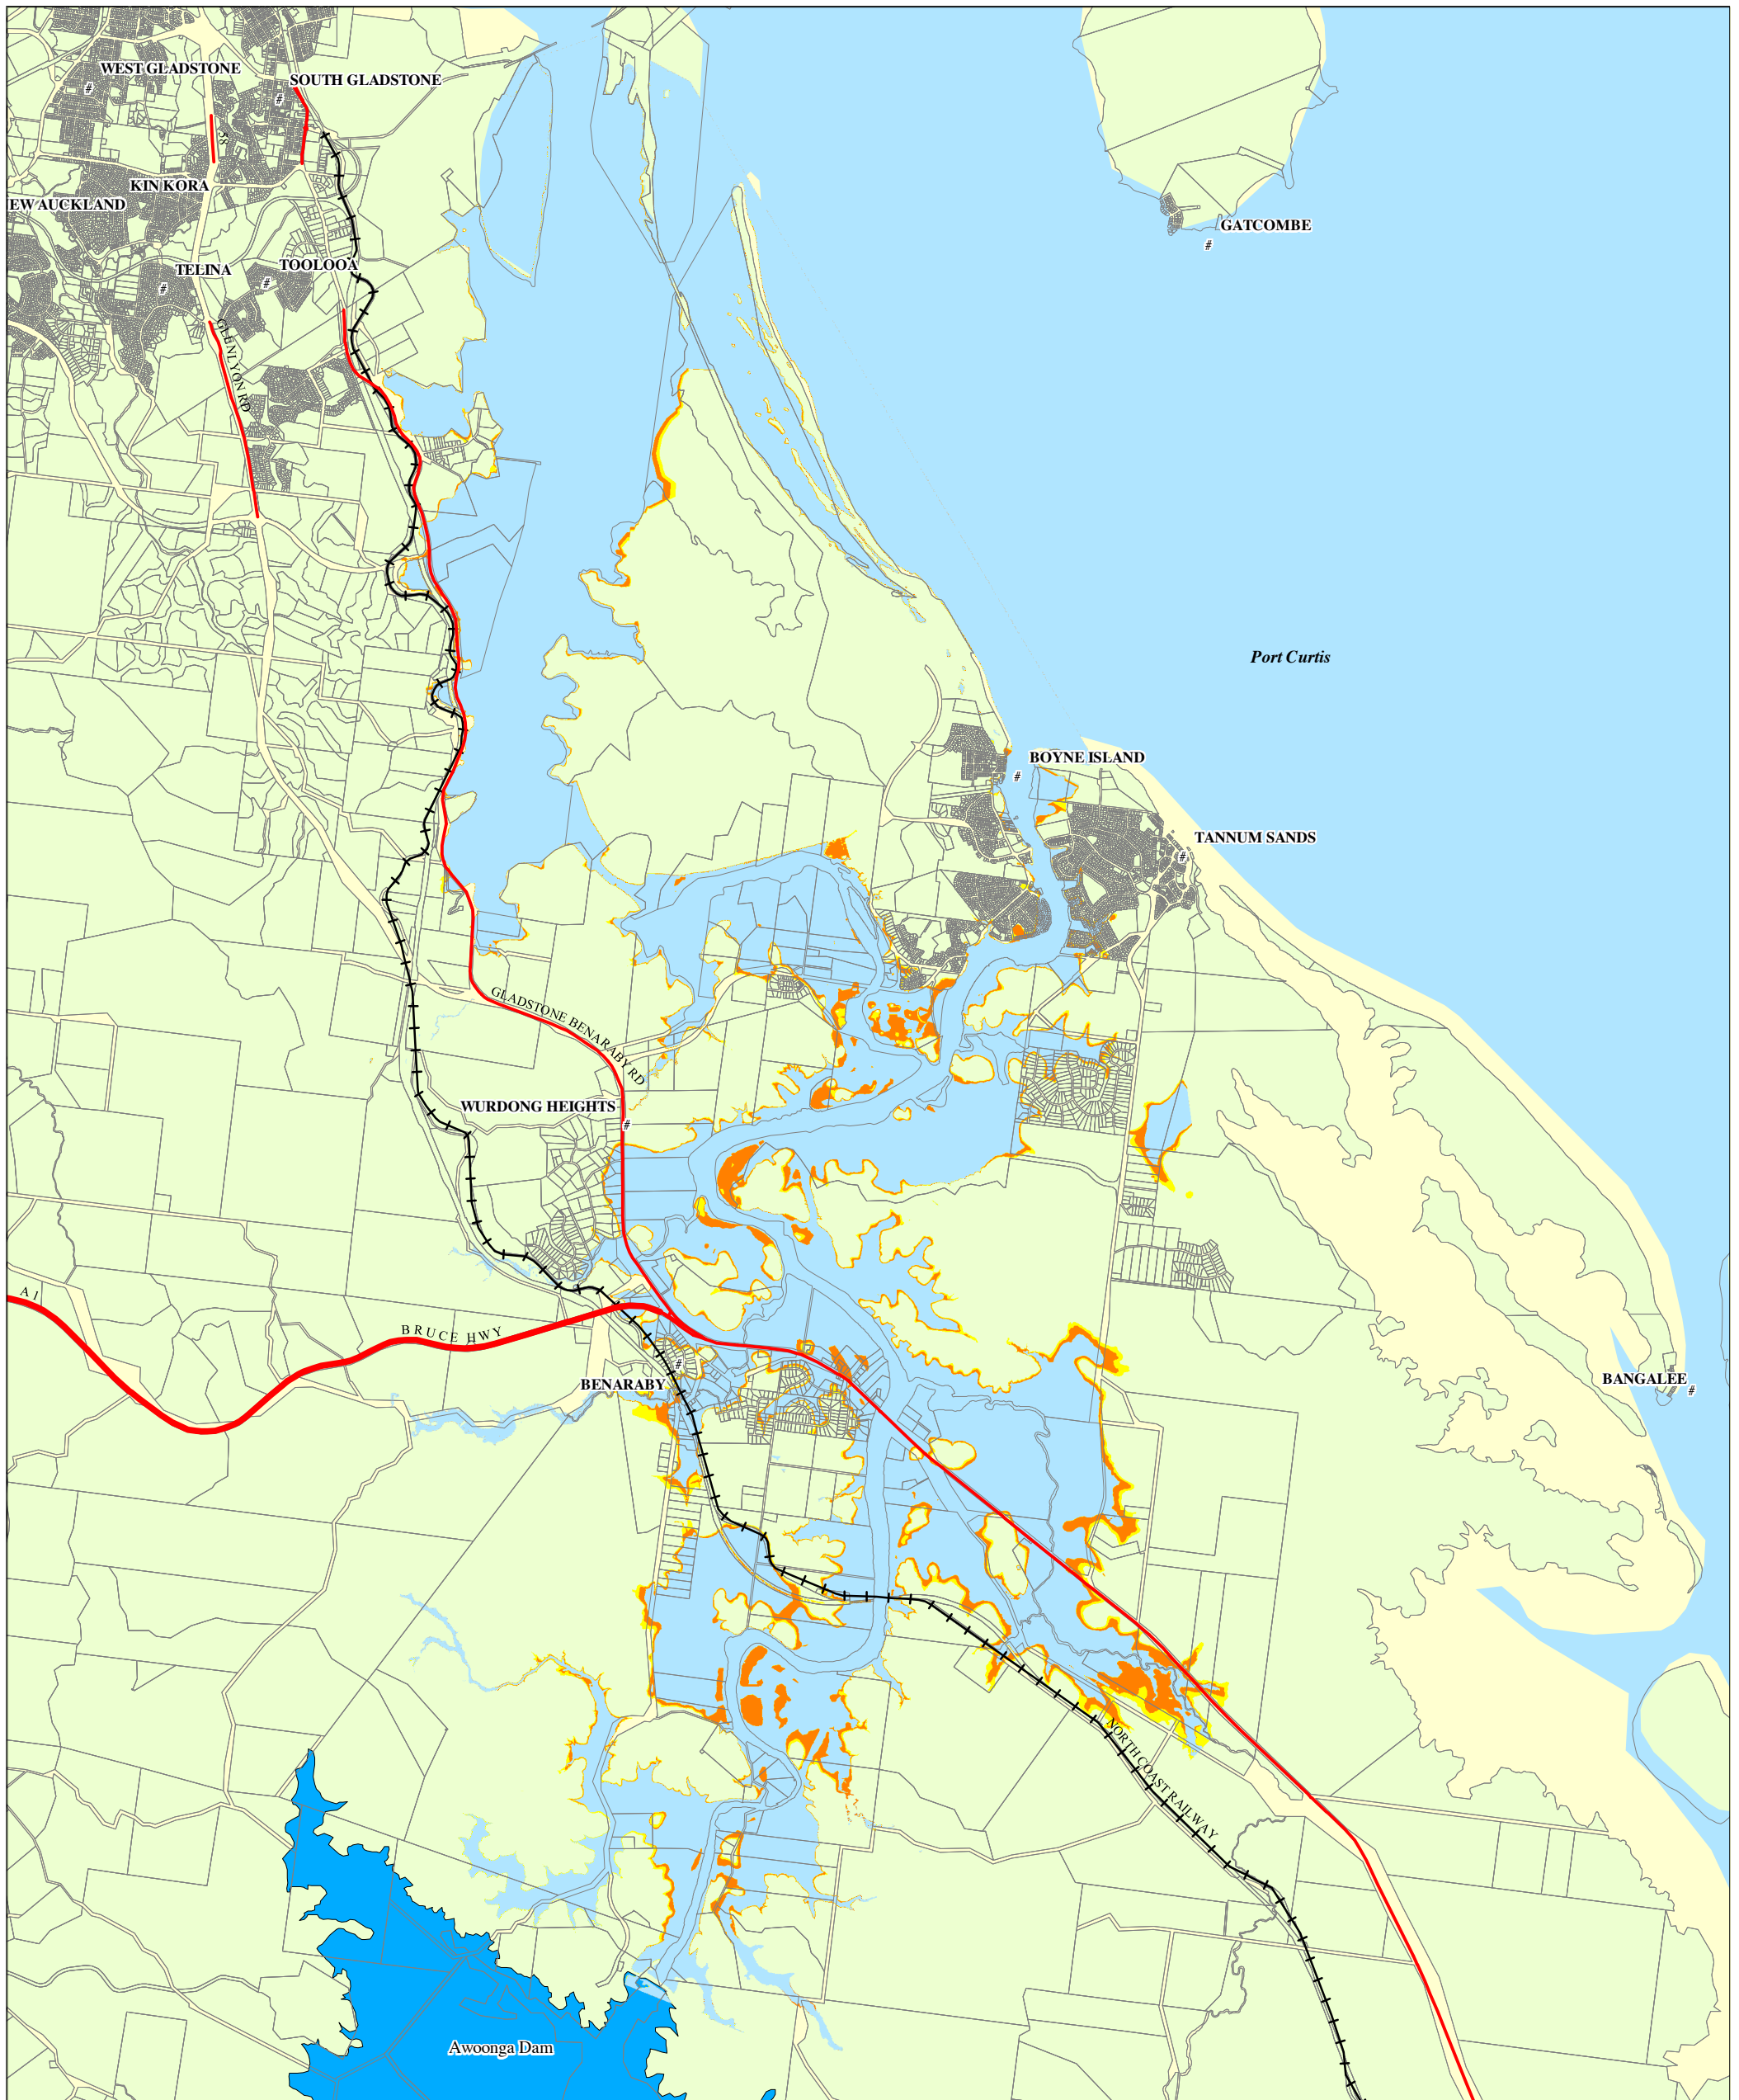 WEST GLADSTONE
#
SOUTH GLADSTONE
#
58
KIN KORA
EW AUCKLAND
GATCOMBE
#
TELINA
#
TOOLOOA
#
GLENLYON RD
Port Curtis
BOYNE ISLAND
#
TANNUM SANDS
#
GLADSTONE BENARABY RD
WURDONG HEIGHTS
#
A1
BRUCE HWY
BENARABY
#
BANGALEE
#
NORTH COAST RAILWAY
Awoonga Dam